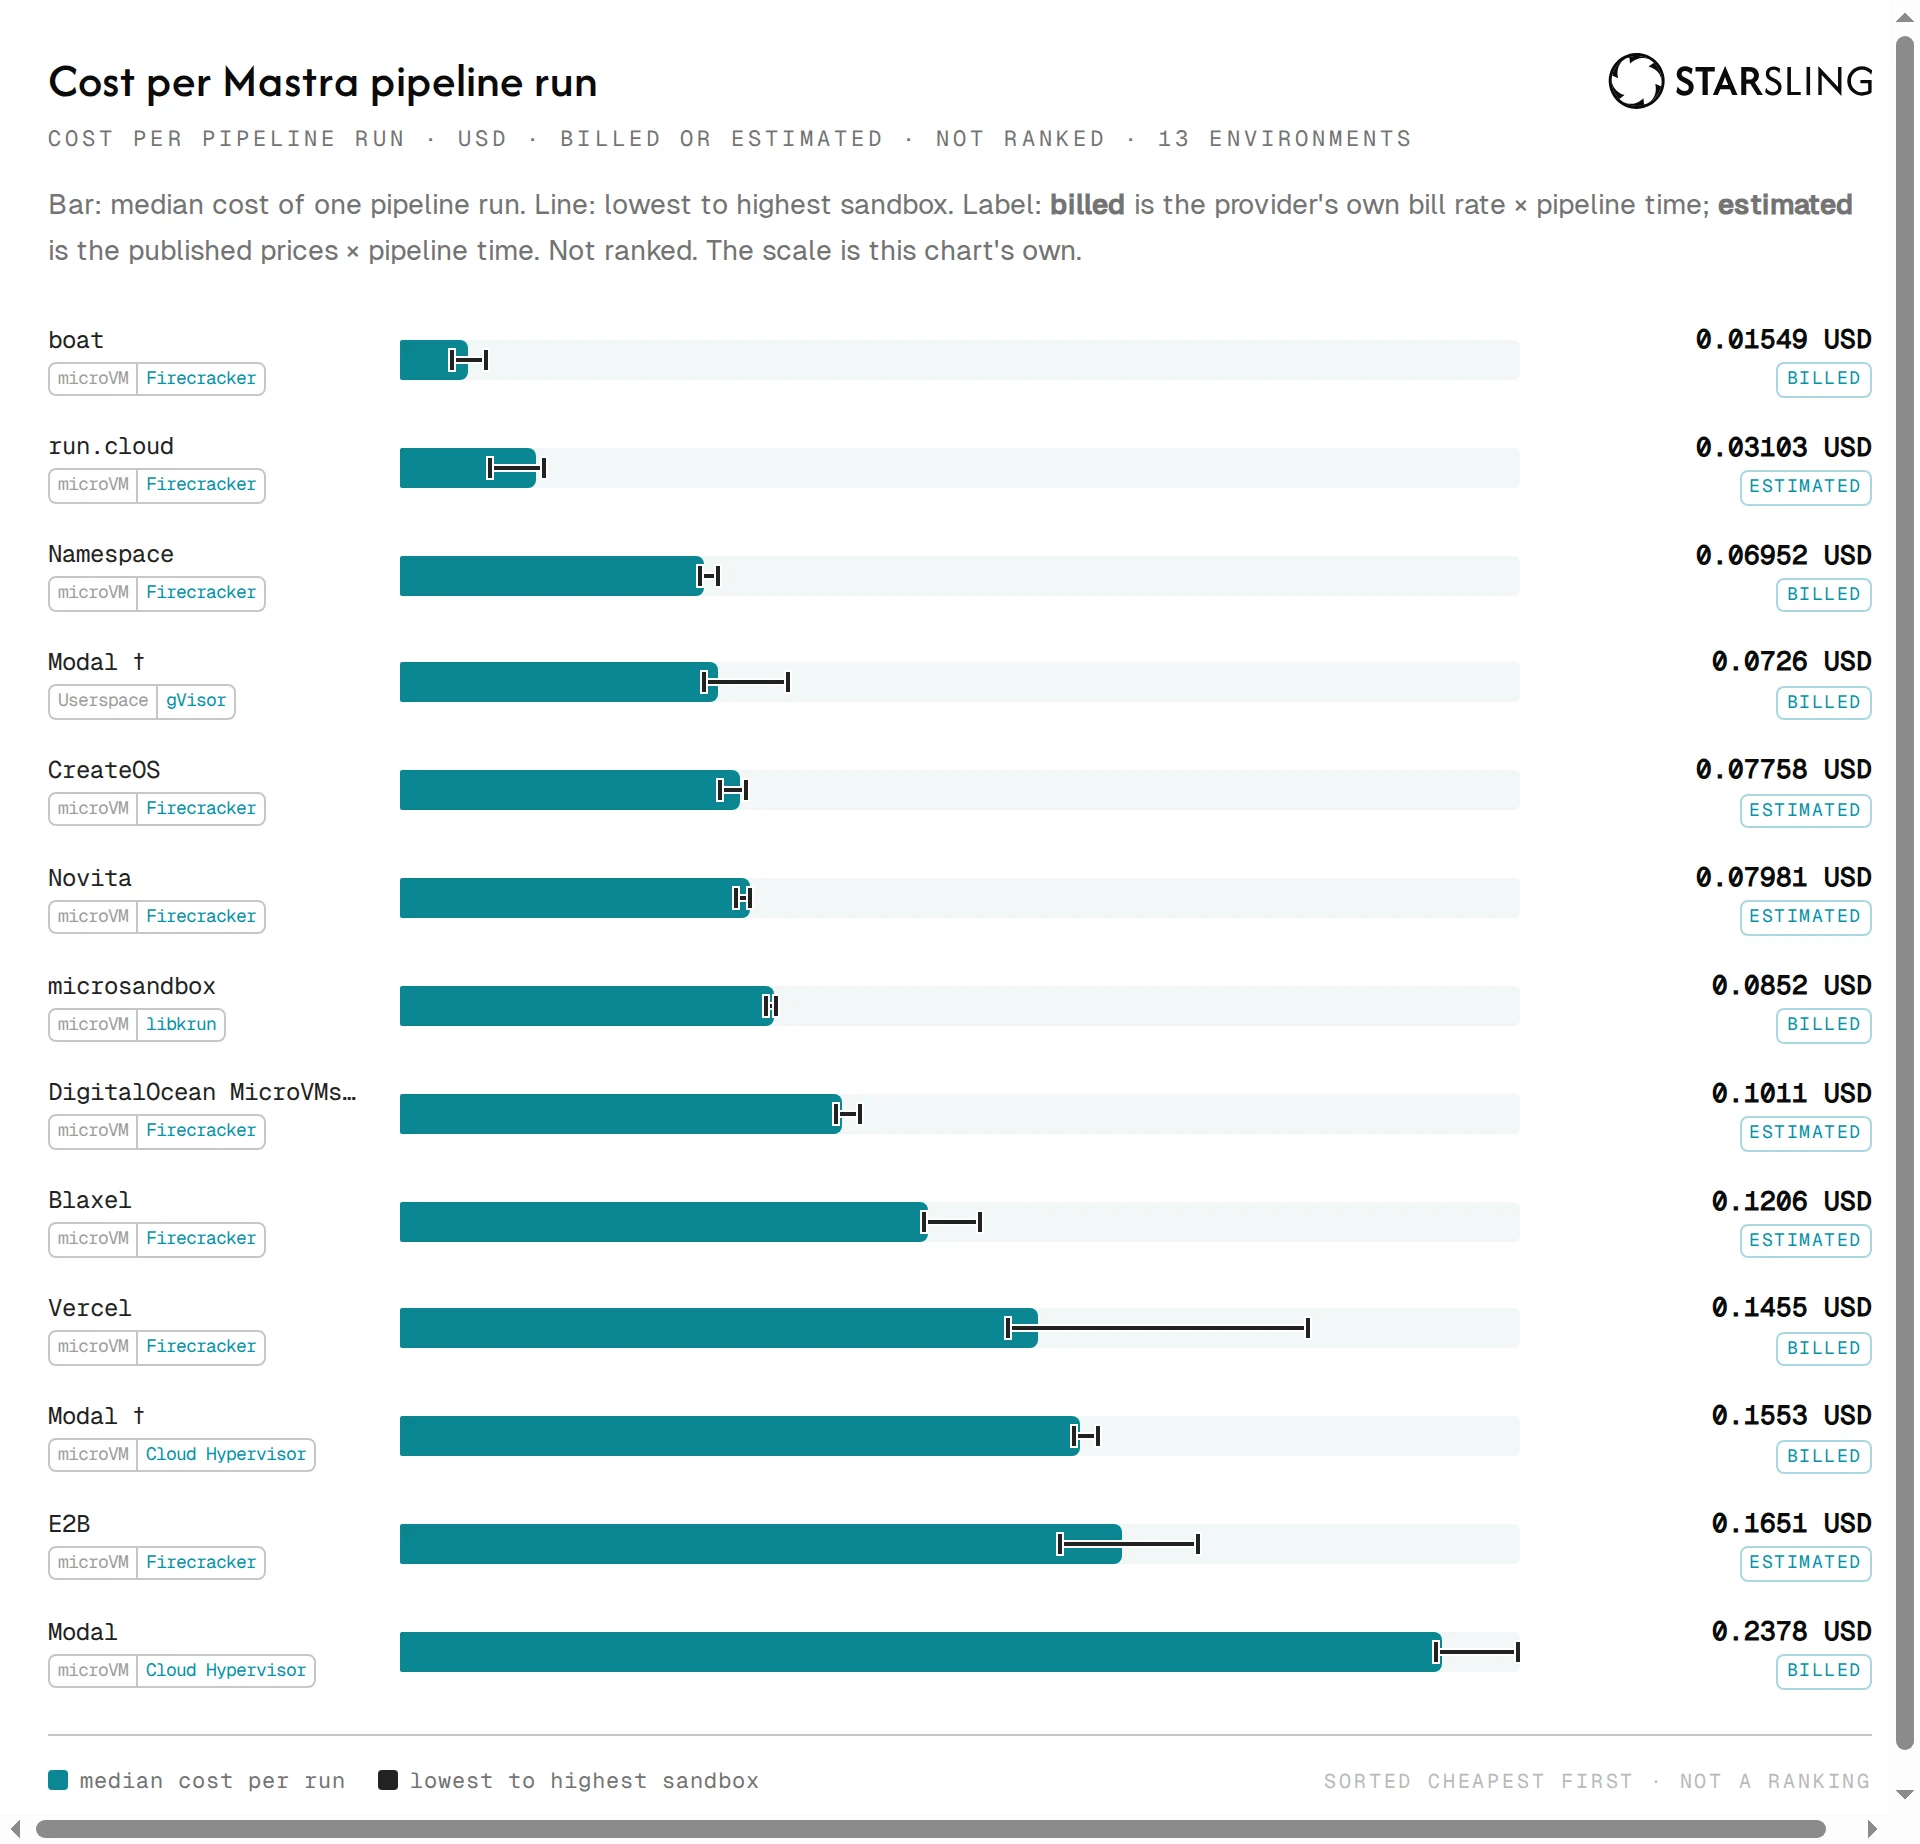 Cost per Mastra pipeline run
STARSLING
COST PER PIPELINE RUN · USD · BILLED OR ESTIMATED · NOT RANKED · 13 ENVIRONMENTS
Bar: median cost of one pipeline run. Line: lowest to highest sandbox. Label: billed is the provider's own bill rate × pipeline time; estimated
is the published prices × pipeline time. Not ranked. The scale is this chart's own.
boat
microVM Firecracker
0.01549 USD
BILLED
run.cloud
microVM Firecracker
0.03103 USD
ESTIMATED
Namespace
microVM Firecracker
0.06952 USD
BILLED
Modal †
Userspace gVisor
0.0726 USD
BILLED
CreateOS
microVM Firecracker
0.07758 USD
ESTIMATED
Novita
microVM Firecracker
0.07981 USD
ESTIMATED
microsandbox
microVM libkrun
0.0852 USD
BILLED
DigitalOcean MicroVMs…
microVM Firecracker
0.1011 USD
ESTIMATED
Blaxel
microVM Firecracker
0.1206 USD
ESTIMATED
Vercel
microVM Firecracker
0.1455 USD
BILLED
Modal †
microVM Cloud Hypervisor
0.1553 USD
BILLED
E2B
microVM Firecracker
0.1651 USD
ESTIMATED
Modal
microVM Cloud Hypervisor
0.2378 USD
BILLED
median cost per run
lowest to highest sandbox
SORTED CHEAPEST FIRST · NOT A RANKING